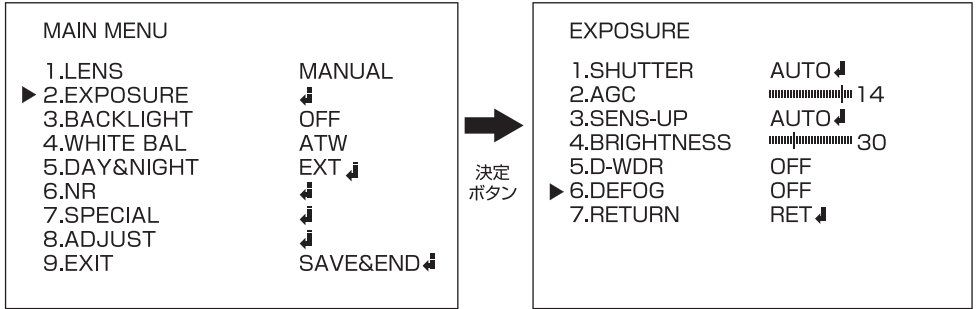 MAIN MENU
1.LENS MANUAL
▶ 2.EXPOSURE ↲
3.BACKLIGHT OFF
4.WHITE BAL ATW
5.DAY&NIGHT EXT ↲
6.NR ↲
7.SPECIAL ↲
8.ADJUST ↲
9.EXIT SAVE&END↲
決定
ボタン
EXPOSURE
1.SHUTTER AUTO↲
2.AGC 14
3.SENS-UP AUTO↲
4.BRIGHTNESS 30
5.D-WDR OFF
▶ 6.DEFOG OFF
7.RETURN RET↲